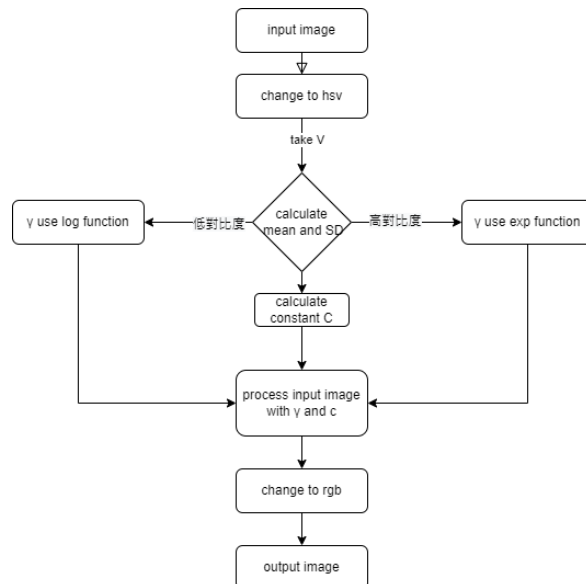 input image
change to hsv
take V
calculate
mean and SD
低對比度
高對比度
γ use log function
γ use exp function
calculate
constant C
process input image
with γ and c
change to rgb
output image